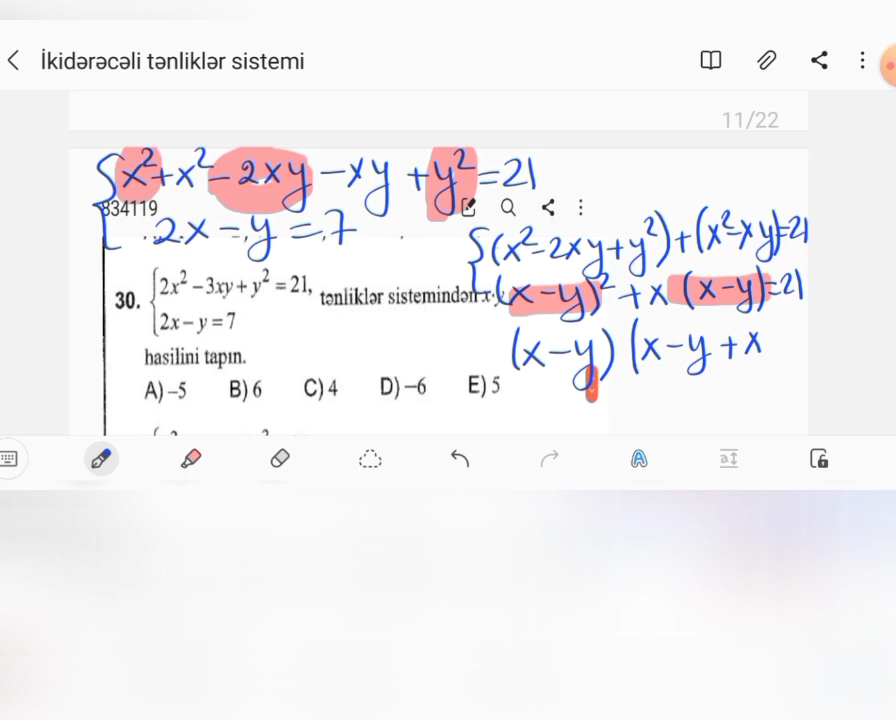 İkidərəcəli tənliklər sistemi
11/22
{x²+x²-2xy-xy+y²=21
834119
2x-y=7
{(x²-2xy+y²)+(x²-xy)=21
(x-y)²+x(x-y)=21
(x-y)(x-y+x
30. {2x²-3xy+y²=21, tənliklər sistemindən x·y
2x-y=7
hasilini tapın.
A) -5 B) 6 C) 4 D) -6 E) 5
A
a